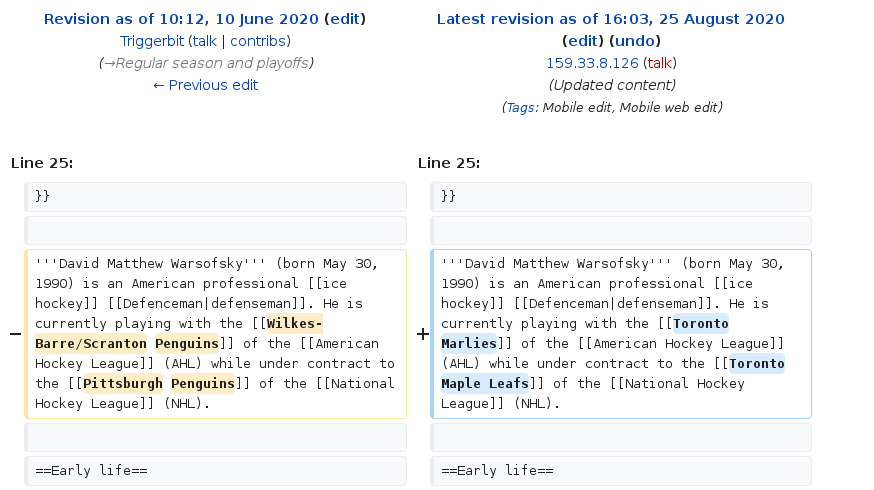 Revision as of 10:12, 10 June 2020 (edit)
Triggerbit (talk | contribs)
(→Regular season and playoffs)
← Previous edit
Latest revision as of 16:03, 25 August 2020
(edit) (undo)
159.33.8.126 (talk)
(Updated content)
(Tags: Mobile edit, Mobile web edit)
Line 25:
}}
−
'''David Matthew Warsofsky''' (born May 30,
1990) is an American professional [[ice
hockey]] [[Defenceman|defenseman]]. He is
currently playing with the [[Wilkes-
Barre/Scranton Penguins]] of the [[American
Hockey League]] (AHL) while under contract to
the [[Pittsburgh Penguins]] of the [[National
Hockey League]] (NHL).
==Early life==
Line 25:
}}
+
'''David Matthew Warsofsky''' (born May 30,
1990) is an American professional [[ice
hockey]] [[Defenceman|defenseman]]. He is
currently playing with the [[Toronto
Marlies]] of the [[American Hockey League]]
(AHL) while under contract to the [[Toronto
Maple Leafs]] of the [[National Hockey
League]] (NHL).
==Early life==